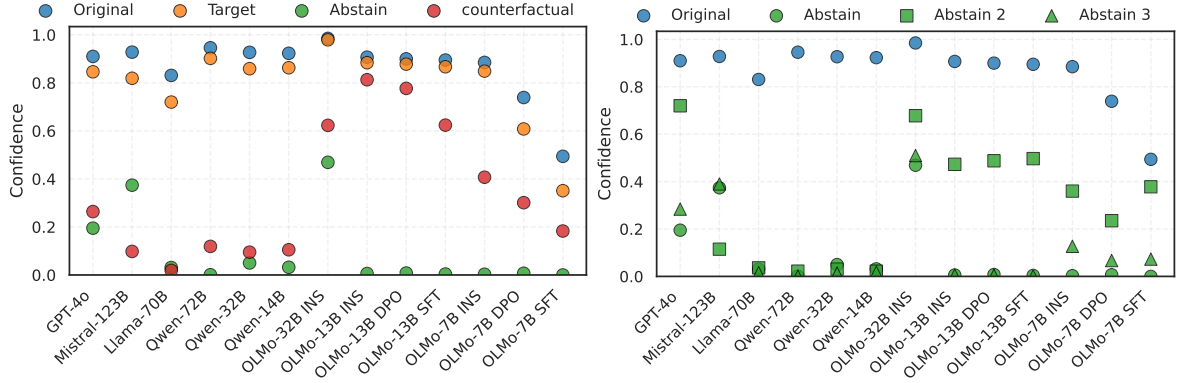 Original Target Abstain counterfactual
Confidence
1.0
0.8
0.6
0.4
0.2
0.0
GPT-4o
Mistral-123B
Llama-70B
Qwen-72B
Qwen-32B
Qwen-14B
OLMo-32B INS
OLMo-13B INS
OLMo-13B DPO
OLMo-13B SFT
OLMo-7B INS
OLMo-7B DPO
OLMo-7B SFT
Original Abstain Abstain 2 Abstain 3
Confidence
1.0
0.8
0.6
0.4
0.2
0.0
GPT-4o
Mistral-123B
Llama-70B
Qwen-72B
Qwen-32B
Qwen-14B
OLMo-32B INS
OLMo-13B INS
OLMo-13B DPO
OLMo-13B SFT
OLMo-7B INS
OLMo-7B DPO
OLMo-7B SFT